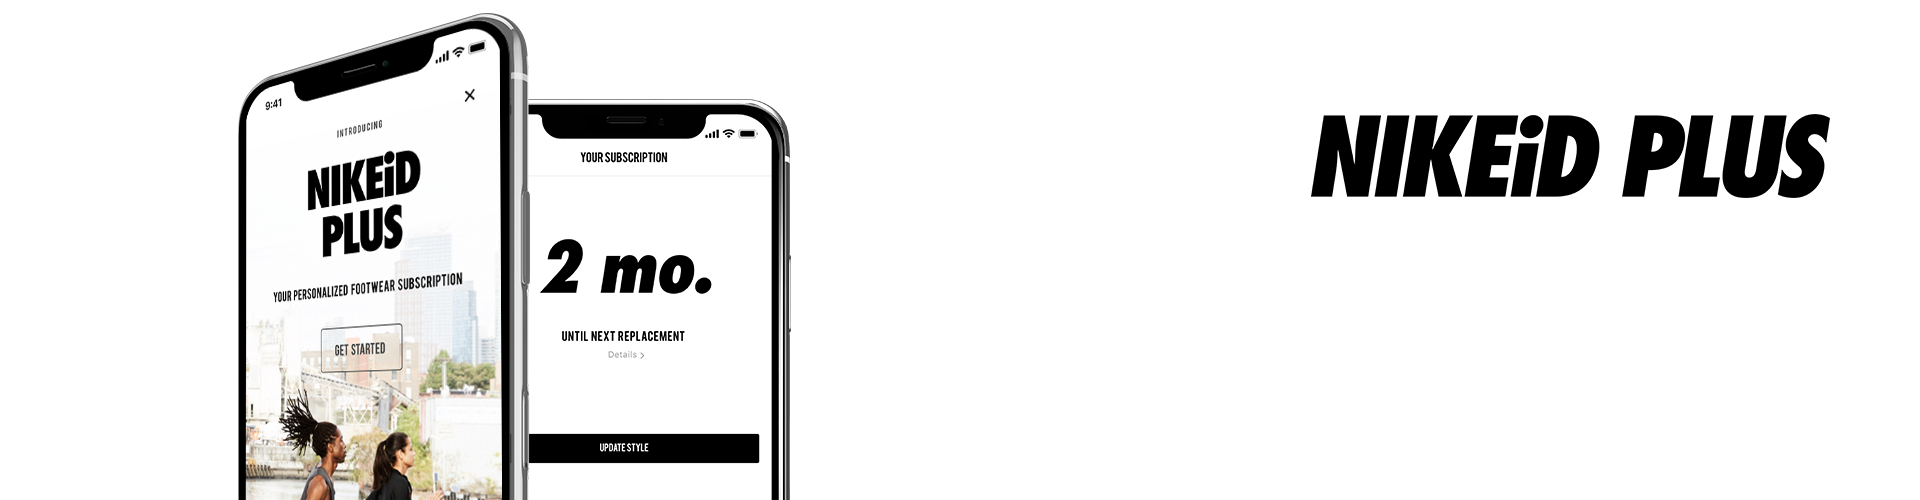 9:41
INTRODUCING
NIKEiD
PLUS
YOUR PERSONALIZED FOOTWEAR SUBSCRIPTION
GET STARTED
YOUR SUBSCRIPTION
2 mo.
UNTIL NEXT REPLACEMENT
Details >
UPDATE STYLE
NIKEiD PLUS